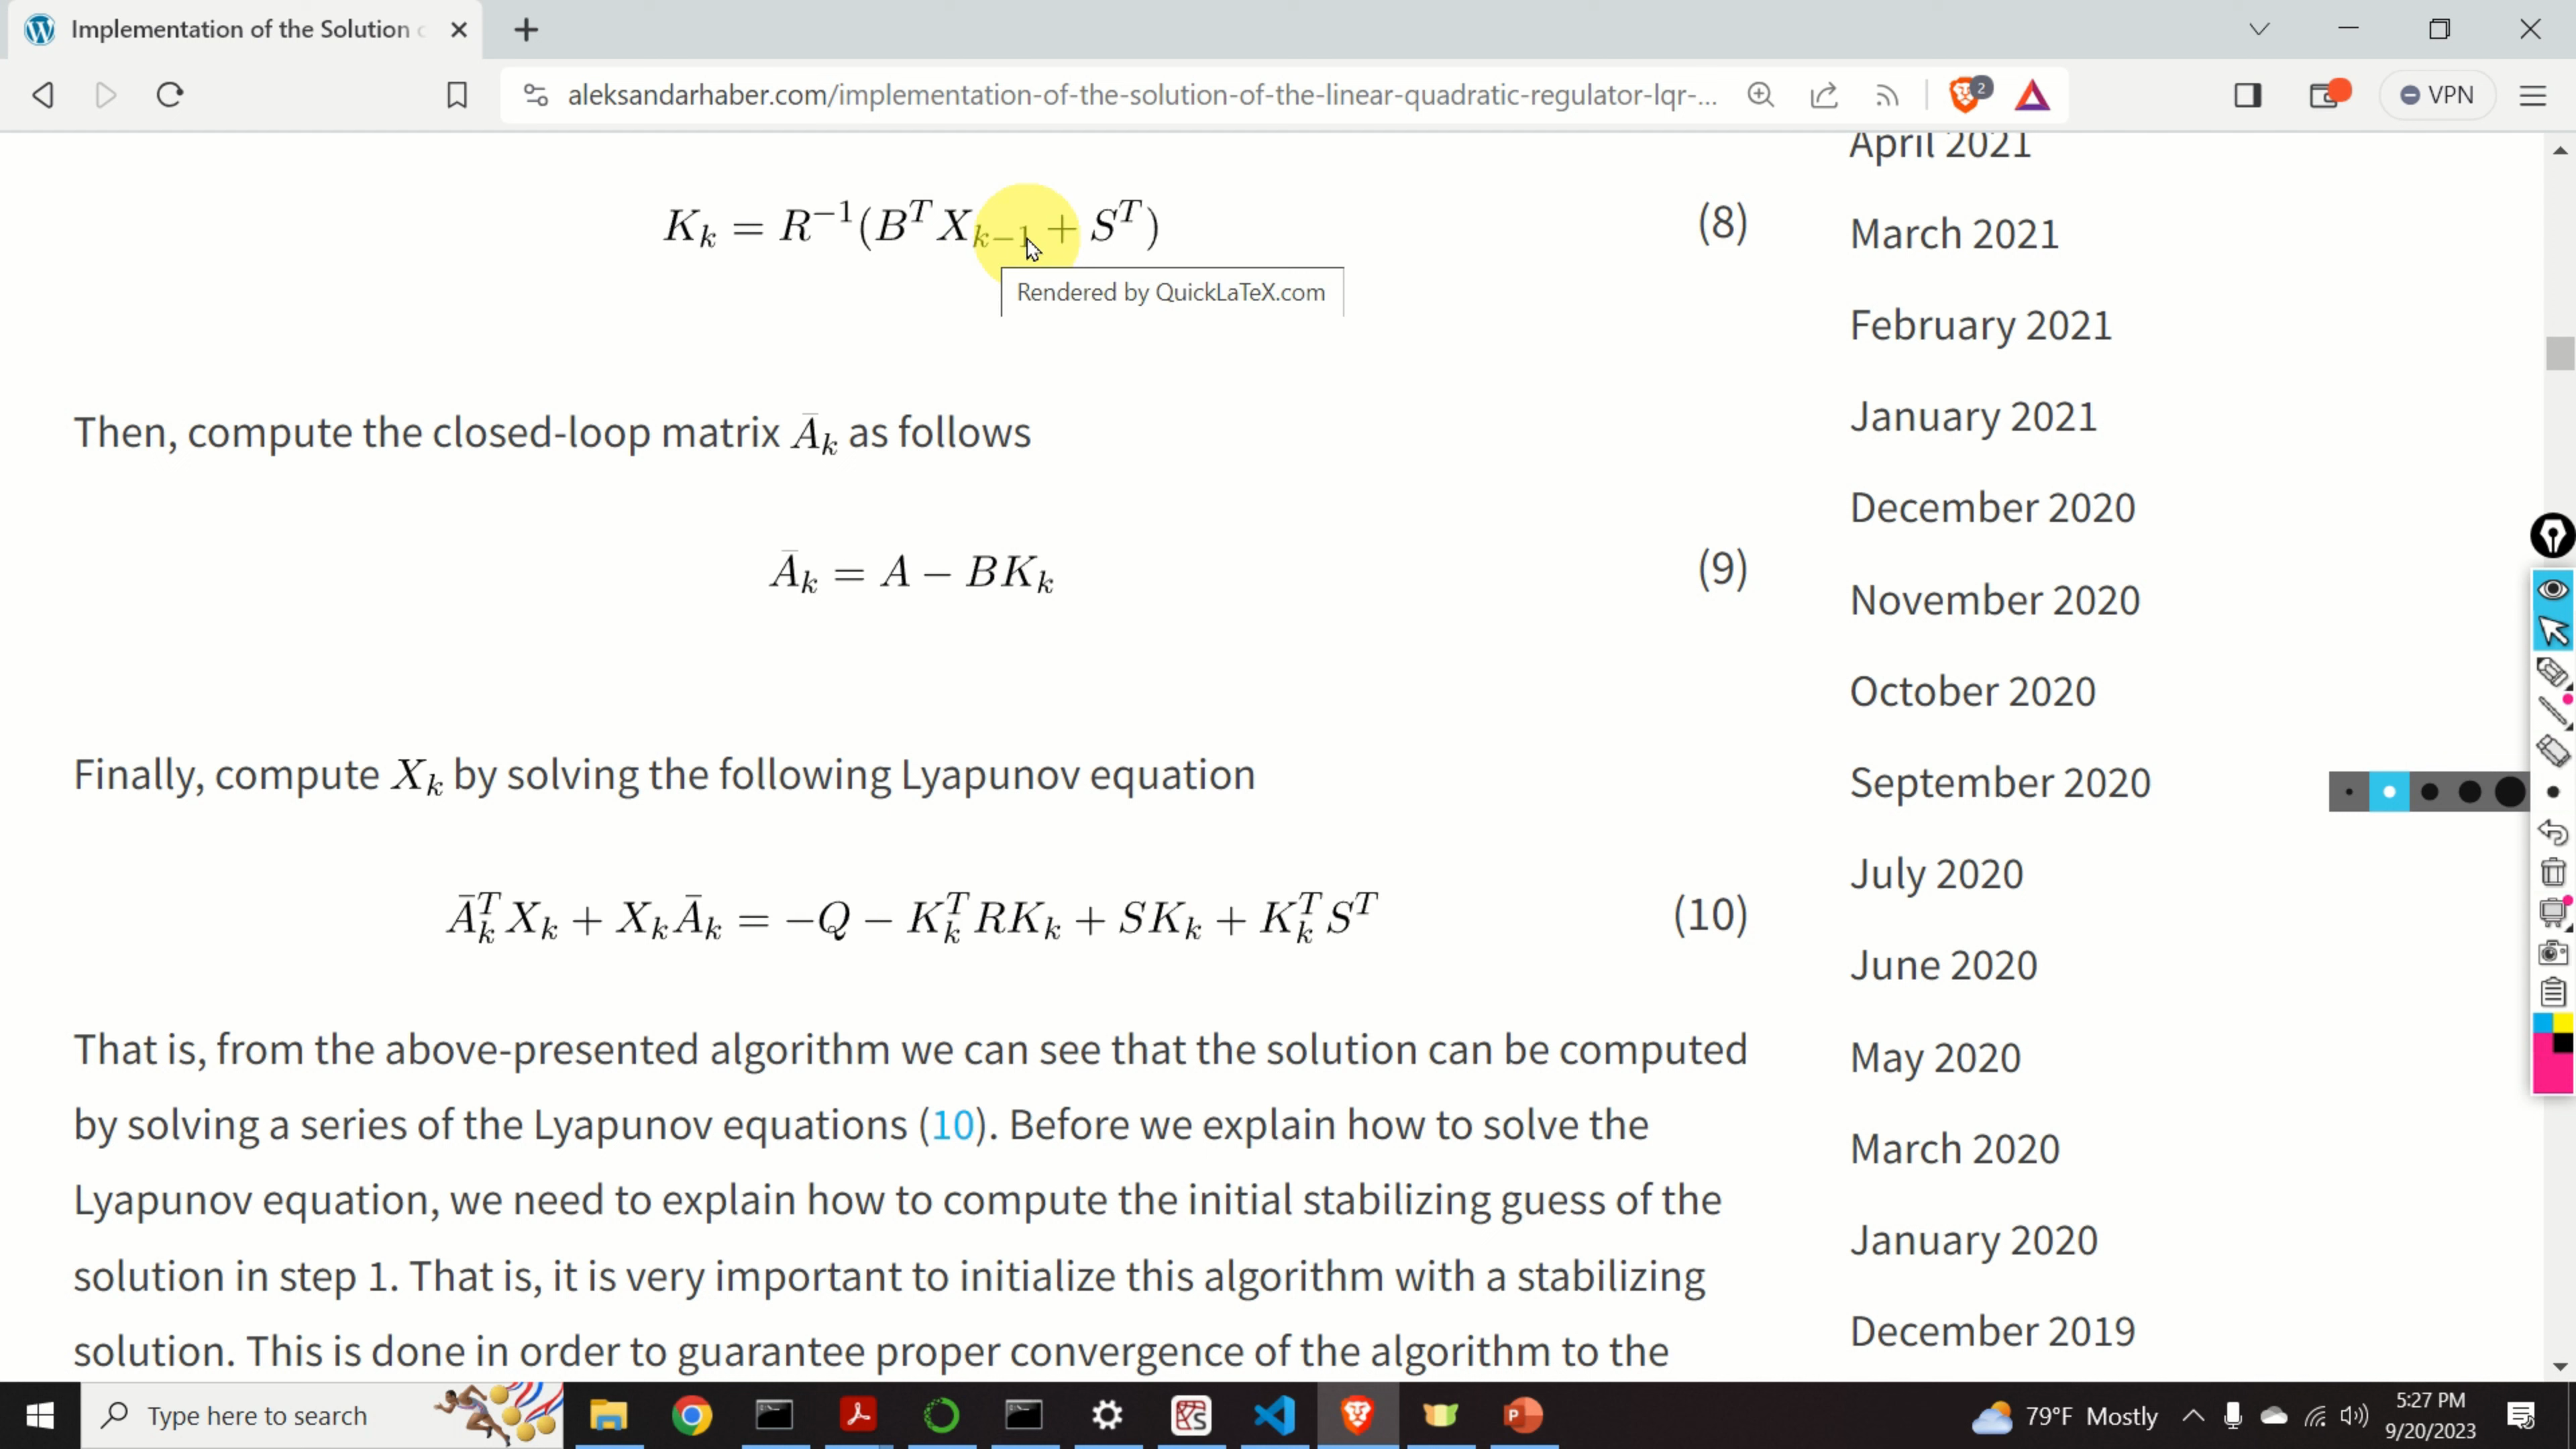 Implementation of the Solution
aleksandarhaber.com/implementation-of-the-solution-of-the-linear-quadratic-regulator-lqr-...
2
VPN
K_k = R^{-1}(B^T X_{k-1} + S^T) (8)
Rendered by QuickLaTeX.com
Then, compute the closed-loop matrix Ā_k as follows
Ā_k = A − BK_k (9)
Finally, compute X_k by solving the following Lyapunov equation
Ā_k^T X_k + X_k Ā_k = −Q − K_k^T RK_k + SK_k + K_k^T S^T (10)
That is, from the above-presented algorithm we can see that the solution can be computed
by solving a series of the Lyapunov equations (10). Before we explain how to solve the
Lyapunov equation, we need to explain how to compute the initial stabilizing guess of the
solution in step 1. That is, it is very important to initialize this algorithm with a stabilizing
solution. This is done in order to guarantee proper convergence of the algorithm to the
April 2021
March 2021
February 2021
January 2021
December 2020
November 2020
October 2020
September 2020
July 2020
June 2020
May 2020
March 2020
January 2020
December 2019
Type here to search
79°F Mostly
5:27 PM
9/20/2023